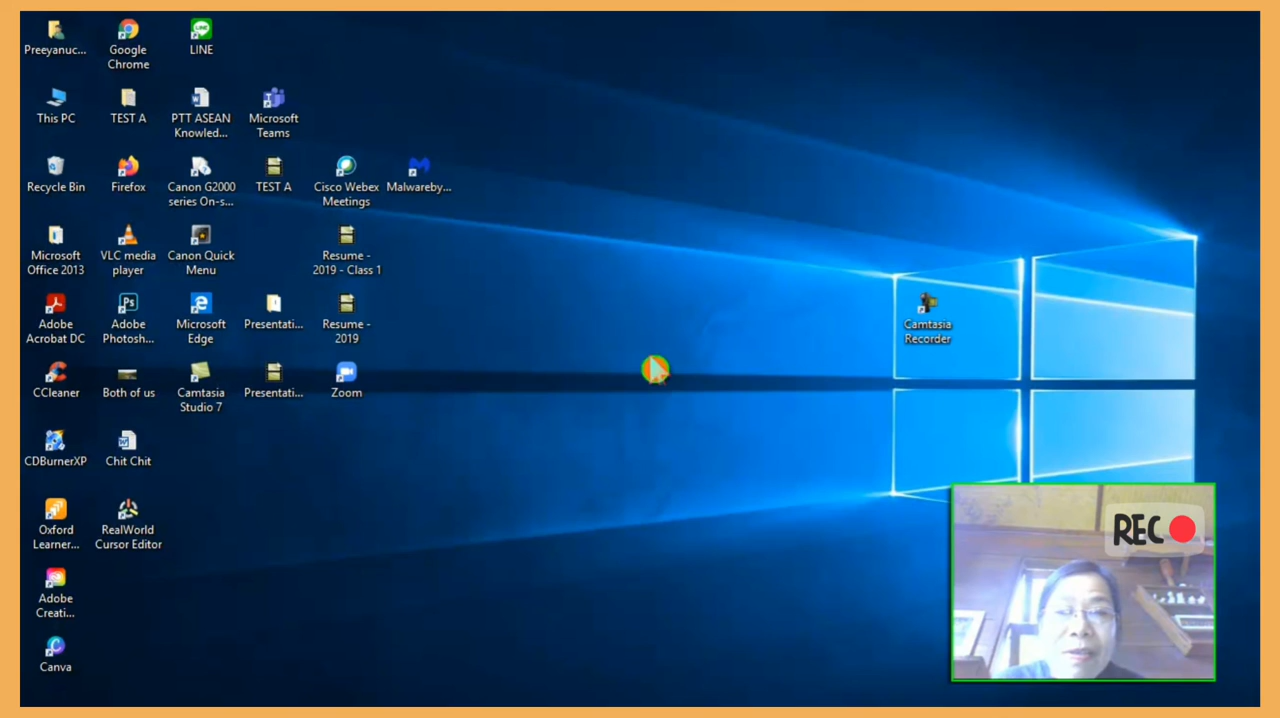 Preeyanuc...
Google
Chrome
LINE
This PC
TEST A
PTT ASEAN
Knowled...
Microsoft
Teams
Recycle Bin
Firefox
Canon G2000
series On-s...
TEST A
Cisco Webex
Meetings
Malwareby...
Microsoft
Office 2013
VLC media
player
Canon Quick
Menu
Resume -
2019 - Class 1
Adobe
Acrobat DC
Ps
Adobe
Photosh...
Microsoft
Edge
Presentati...
Resume -
2019
Camtasia
Recorder
CCleaner
Both of us
Camtasia
Studio 7
Presentati...
Zoom
CDBurnerXP
Chit Chit
Oxford
Learner...
RealWorld
Cursor Editor
REC
Adobe
Creati...
Canva